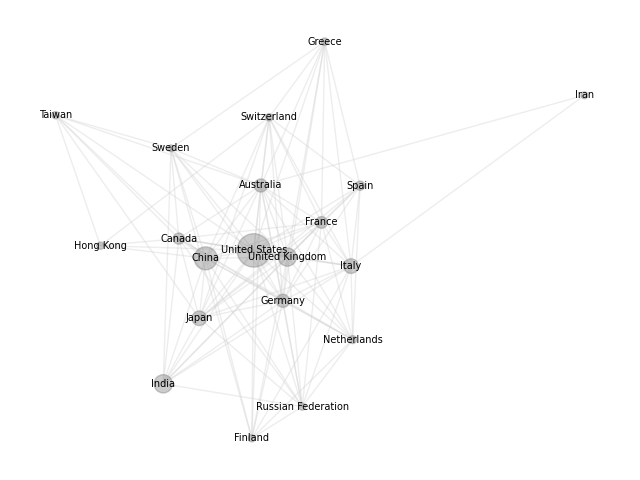 Greece
Iran
Taiwan
Switzerland
Sweden
Australia
Spain
France
Canada
Hong Kong
United States
China
United Kingdom
Italy
Germany
Japan
Netherlands
India
Russian Federation
Finland